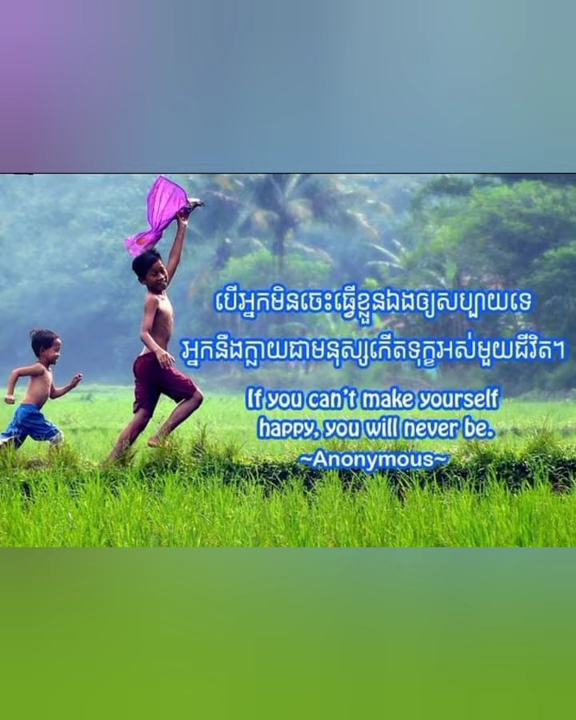 បើអ្នកមិនចេះធ្វើខ្លួនឯងឲ្យសប្បាយទេ
អ្នកនឹងក្លាយជាមនុស្សកើតទុក្ខអស់មួយជីវិត។
If you can't make yourself
happy, you will never be.
~Anonymous~